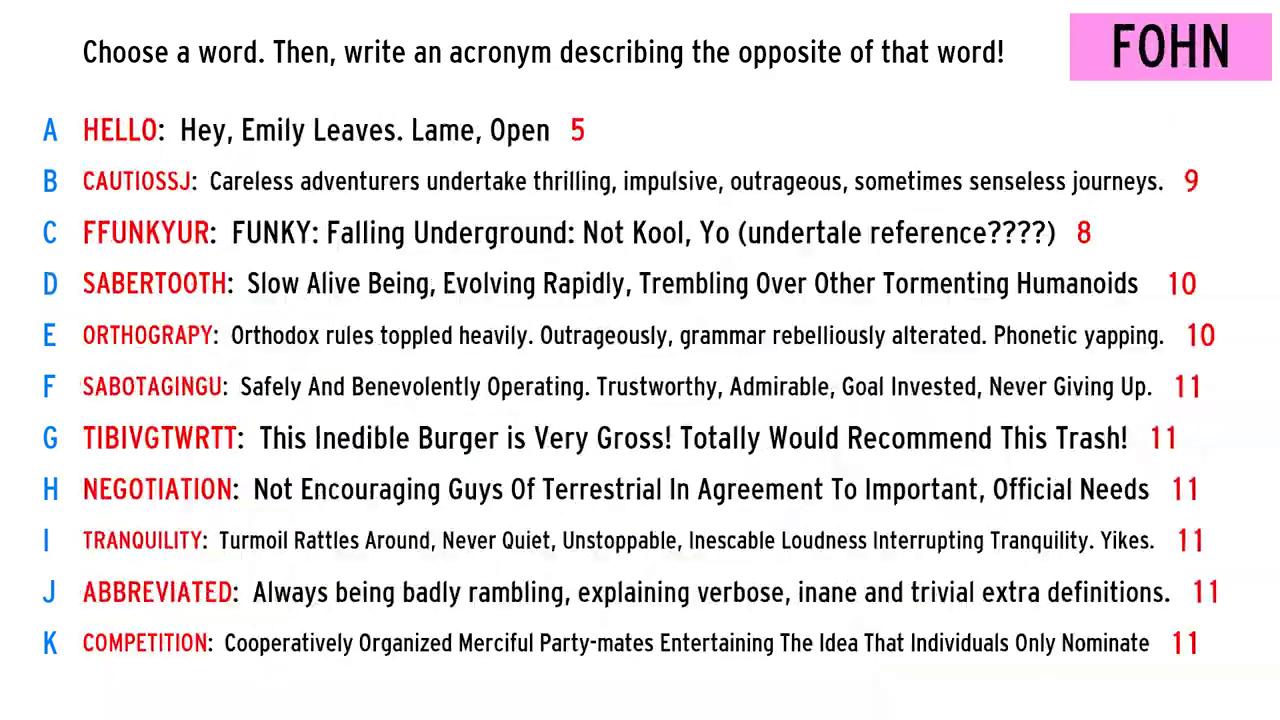 Choose a word. Then, write an acronym describing the opposite of that word! FOHN
A HELLO: Hey, Emily Leaves. Lame, Open 5
B CAUTIOSSJ: Careless adventurers undertake thrilling, impulsive, outrageous, sometimes senseless journeys. 9
C FFUNKYUR: FUNKY: Falling Underground: Not Kool, Yo (undertale reference????) 8
D SABERTOOTH: Slow Alive Being, Evolving Rapidly, Trembling Over Other Tormenting Humanoids 10
E ORTHOGRAPY: Orthodox rules toppled heavily. Outrageously, grammar rebelliously alterated. Phonetic yapping. 10
F SABOTAGINGU: Safely And Benevolently Operating. Trustworthy, Admirable, Goal Invested, Never Giving Up. 11
G TIBIVGTWRTT: This Inedible Burger is Very Gross! Totally Would Recommend This Trash! 11
H NEGOTIATION: Not Encouraging Guys Of Terrestrial In Agreement To Important, Official Needs 11
I TRANQUILITY: Turmoil Rattles Around, Never Quiet, Unstoppable, Inescable Loudness Interrupting Tranquility. Yikes. 11
J ABBREVIATED: Always being badly rambling, explaining verbose, inane and trivial extra definitions. 11
K COMPETITION: Cooperatively Organized Merciful Party-mates Entertaining The Idea That Individuals Only Nominate 11